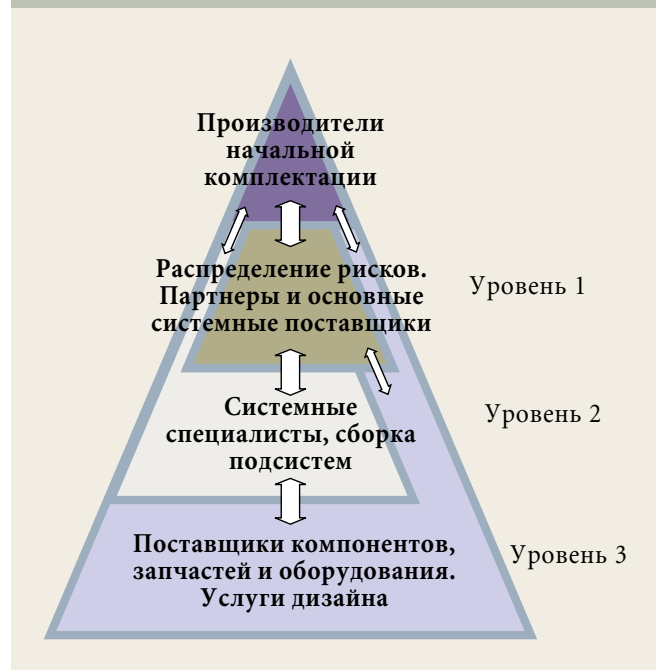 Производители
начальной
комплектации
Распределение рисков.
Партнеры и основные
системные поставщики
Уровень 1
Системные
специалисты, сборка
подсистем
Уровень 2
Поставщики компонентов,
запчастей и оборудования.
Услуги дизайна
Уровень 3